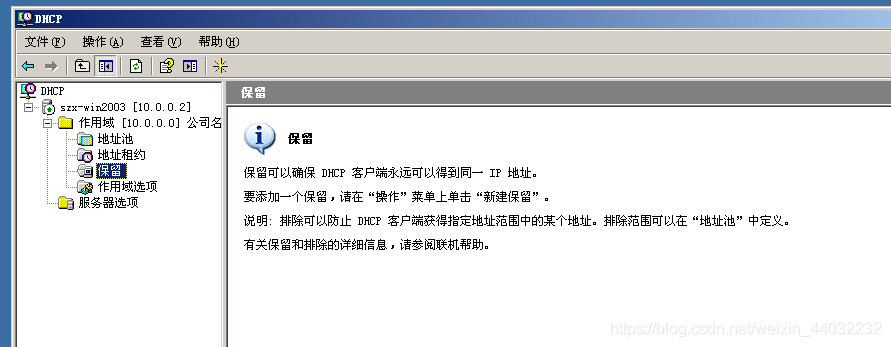 DHCP
文件(F) 操作(A) 查看(V) 帮助(H)
DHCP
szx-win2003 [10.0.0.2]
作用域 [10.0.0.0] 公司名
地址池
地址租约
保留
作用域选项
服务器选项
保留
保留
保留可以确保 DHCP 客户端永远可以得到同一 IP 地址。
要添加一个保留，请在“操作”菜单上单击“新建保留”。
说明: 排除可以防止 DHCP 客户端获得指定地址范围中的某个地址。排除范围可以在“地址池”中定义。
有关保留和排除的详细信息，请参阅联机帮助。
https://blog.csdn.net/weixin_44032232